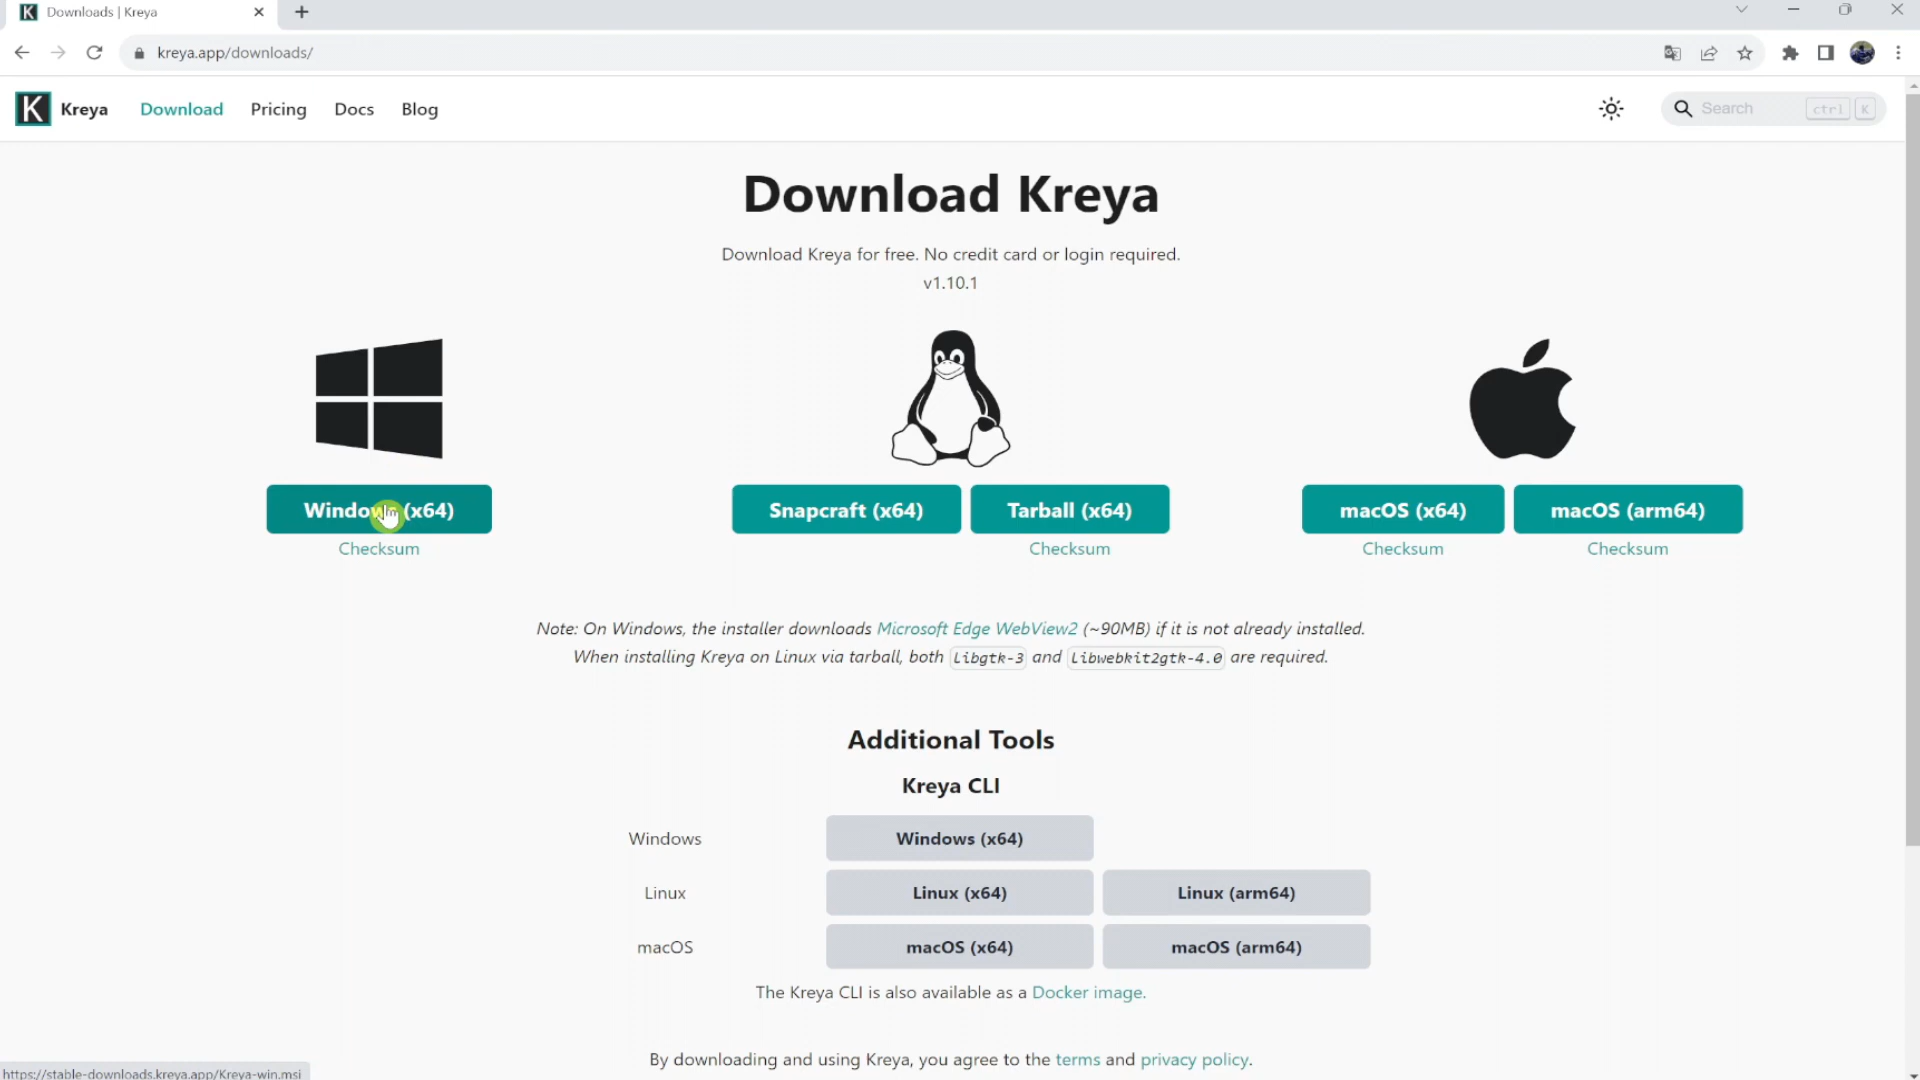 Downloads | Kreya
kreya.app/downloads/
K Kreya Download Pricing Docs Blog Search ctrl K
Download Kreya
Download Kreya for free. No credit card or login required.
v1.10.1
Windows (x64) Snapcraft (x64) Tarball (x64) macOS (x64) macOS (arm64)
Checksum Checksum Checksum Checksum
Note: On Windows, the installer downloads Microsoft Edge WebView2 (~90MB) if it is not already installed.
When installing Kreya on Linux via tarball, both libgtk-3 and libwebkit2gtk-4.0 are required.
Additional Tools
Kreya CLI
Windows Windows (x64)
Linux Linux (x64) Linux (arm64)
macOS macOS (x64) macOS (arm64)
The Kreya CLI is also available as a Docker image.
By downloading and using Kreya, you agree to the terms and privacy policy.
https://stable-downloads.kreya.app/Kreya-win.msi